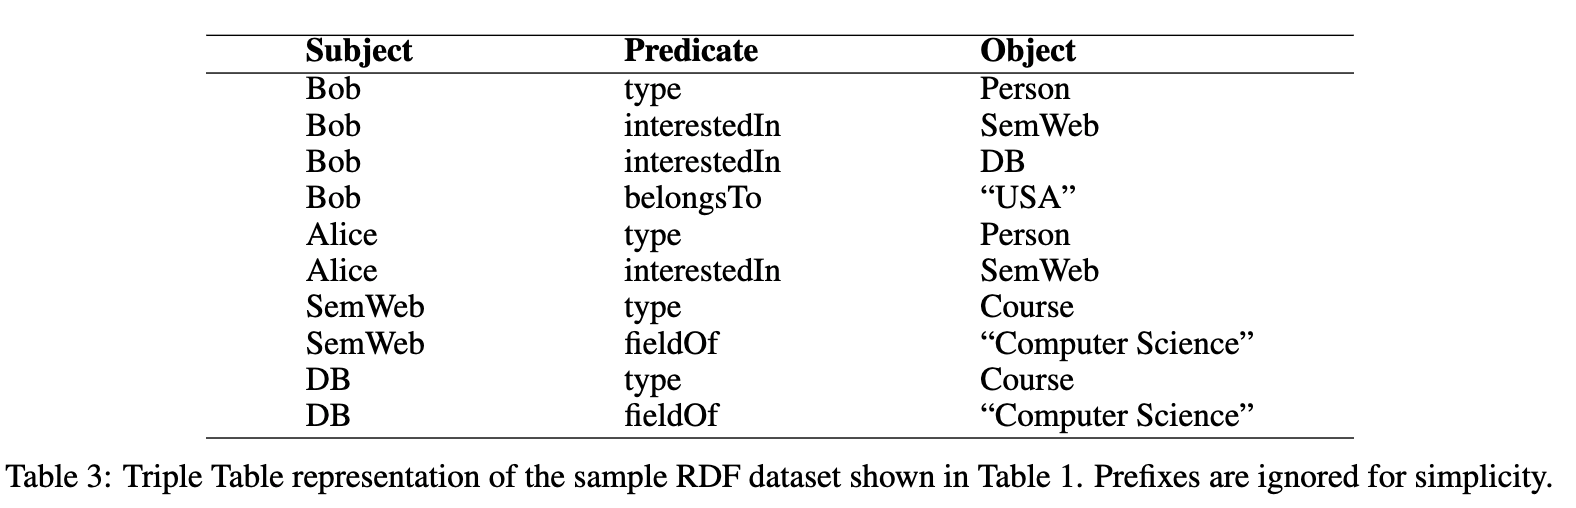 Subject Predicate Object
Bob type Person
Bob interestedIn SemWeb
Bob interestedIn DB
Bob belongsTo “USA”
Alice type Person
Alice interestedIn SemWeb
SemWeb type Course
SemWeb fieldOf “Computer Science”
DB type Course
DB fieldOf “Computer Science”
Table 3: Triple Table representation of the sample RDF dataset shown in Table 1. Prefixes are ignored for simplicity.